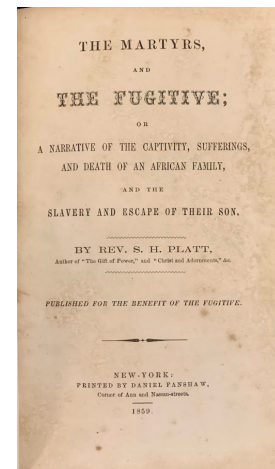 THE MARTYRS,
AND
THE FUGITIVE;
OR
A NARRATIVE OF THE CAPTIVITY, SUFFERINGS,
AND DEATH OF AN AFRICAN FAMILY,
AND THE
SLAVERY AND ESCAPE OF THEIR SON.
BY REV. S. H. PLATT,
Author of "The Gift of Power," and "Christ and Adornments," &c.
PUBLISHED FOR THE BENEFIT OF THE FUGITIVE.
NEW-YORK:
PRINTED BY DANIEL FANSHAW,
Corner of Ann and Nassau-streets.
1859.